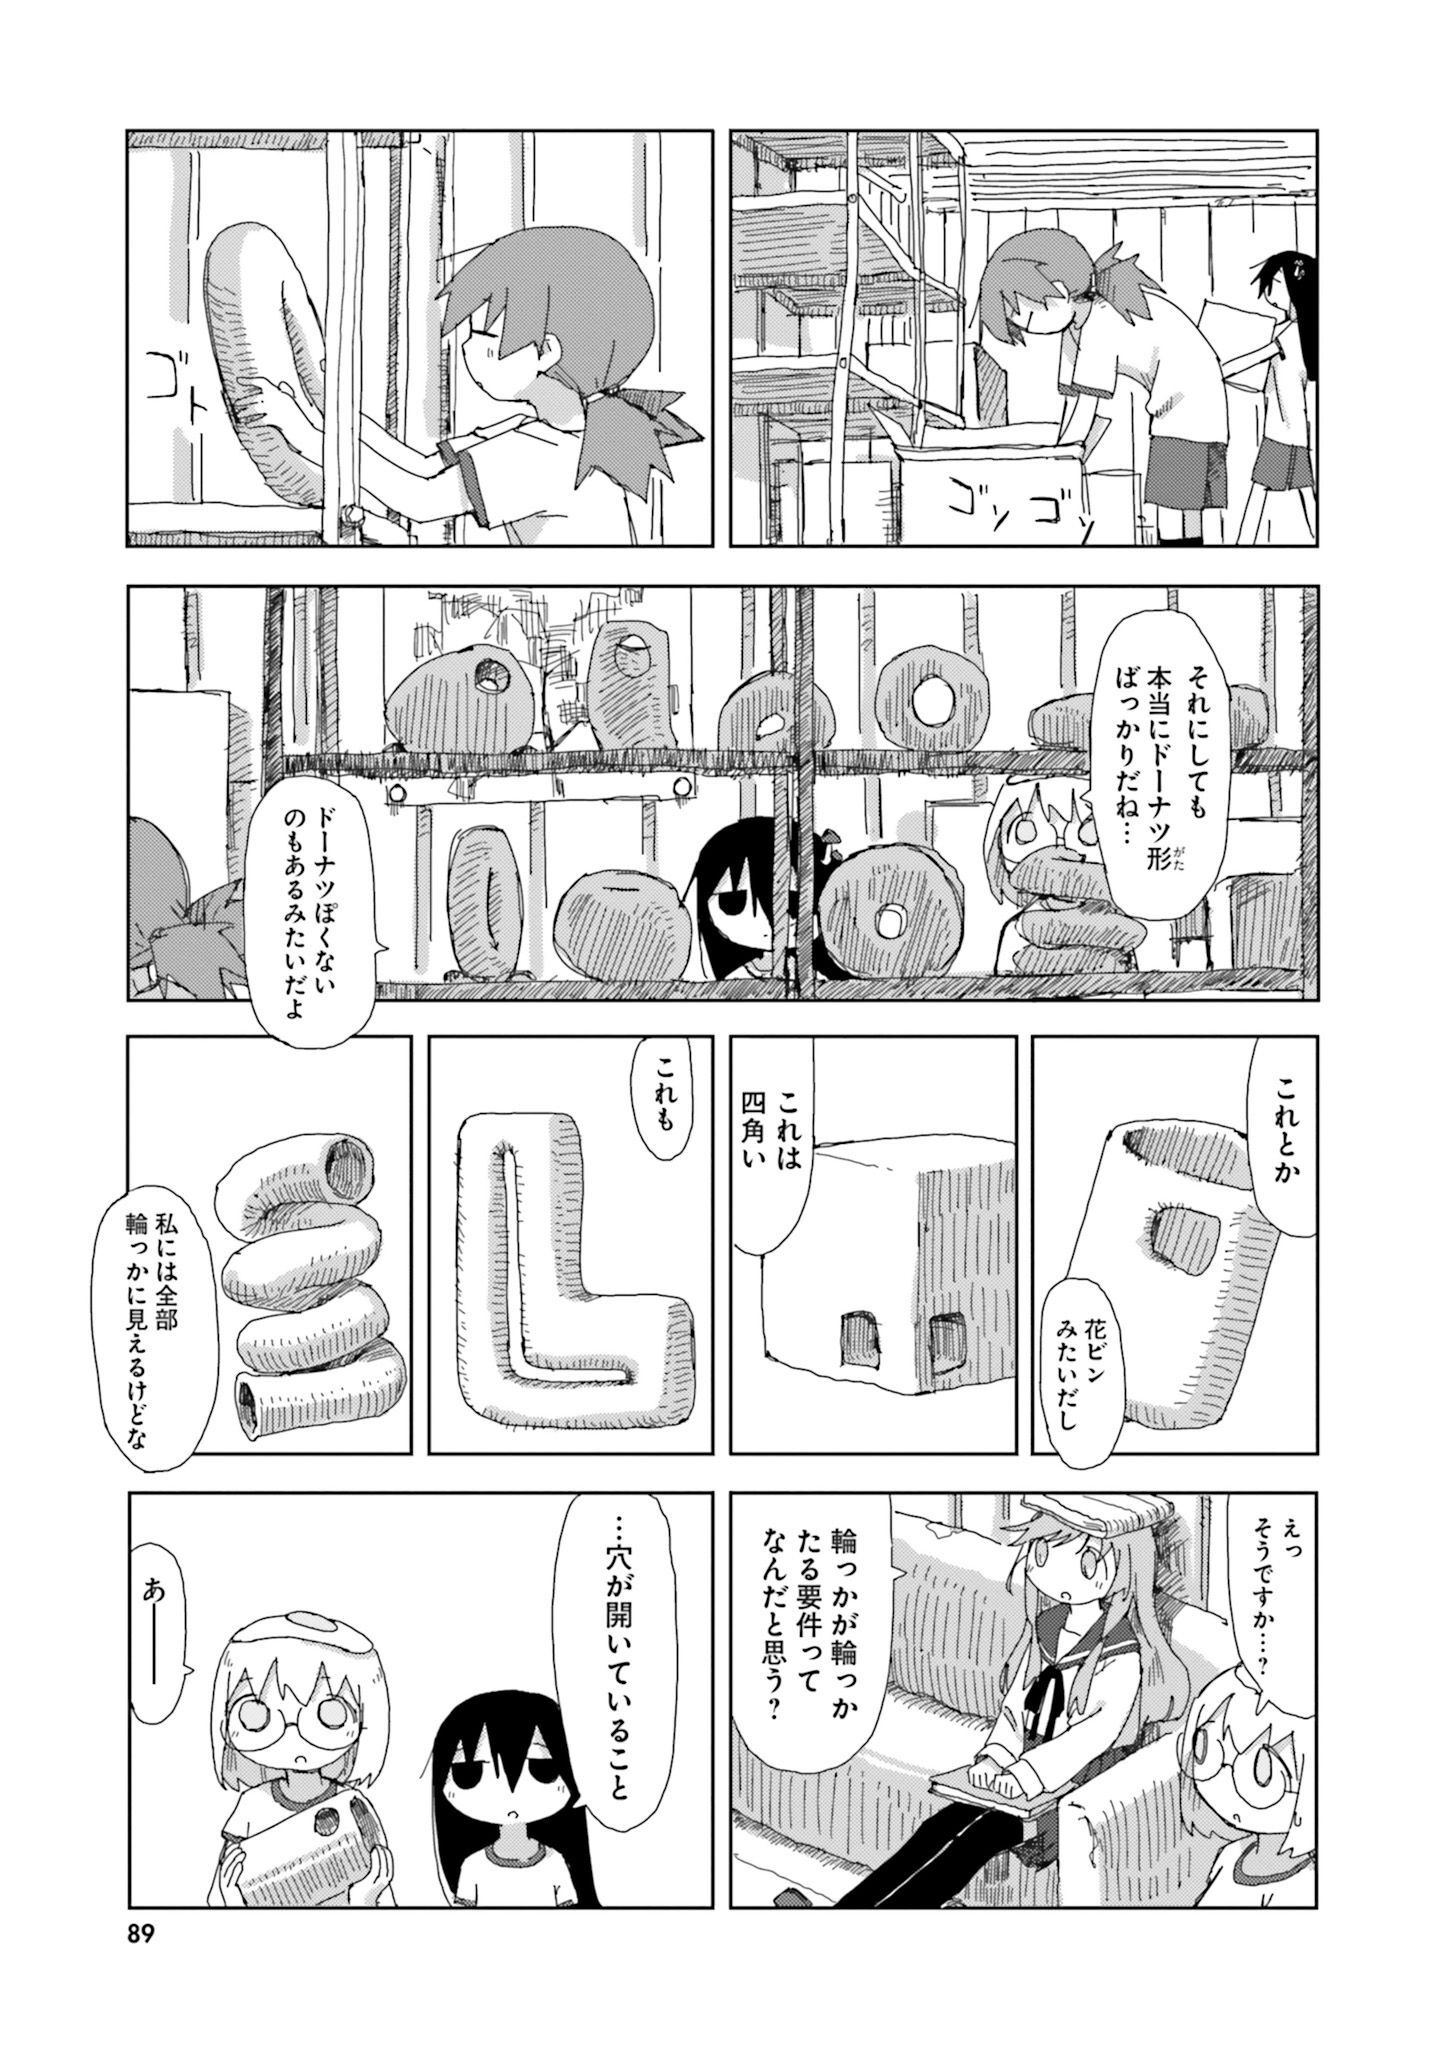 ゴソゴソ
ゴト
それにしても
本当にドーナツ形
がた
ばっかりだね…
ドーナツぽくない
のもあるみたいだよ
これとか
花ビン
みたいだし
これは
四角い
これも
私には全部
輪っかに見えるけどな
えっ
そうですか…?
輪っかが輪っか
たる要件って
なんだと思う?
…穴が開いていること
あ――
89